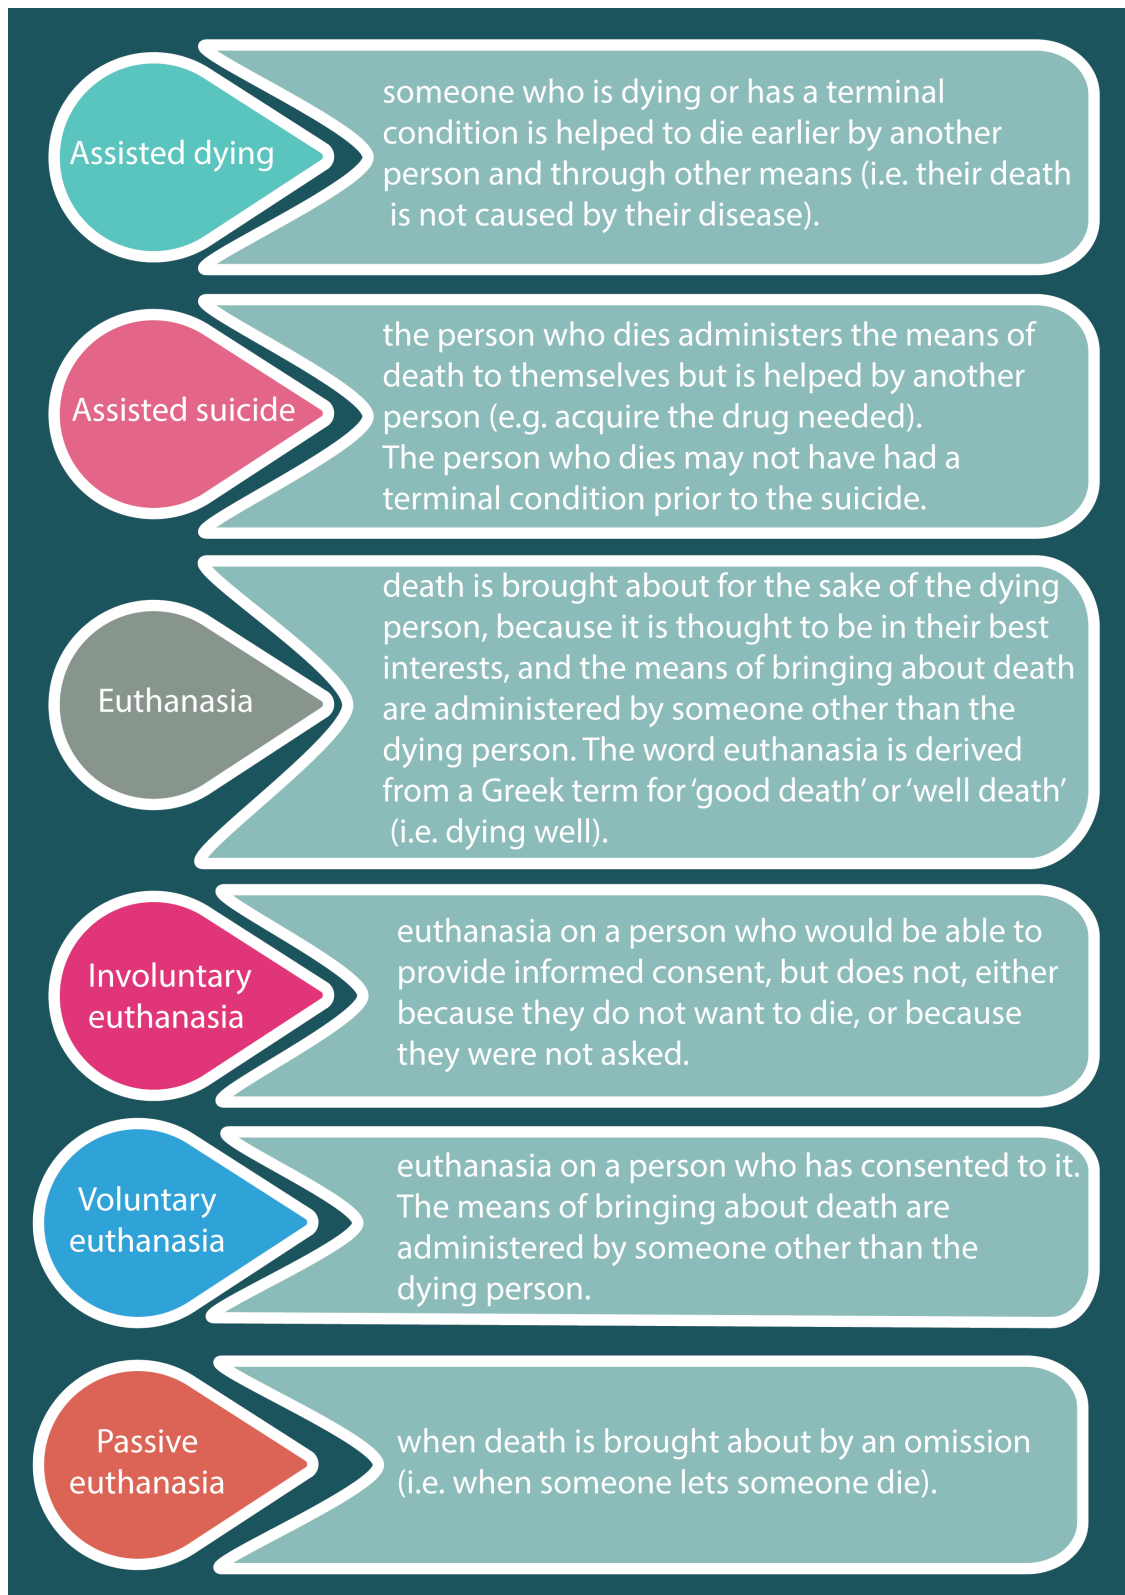 Assisted dying
someone who is dying or has a terminal
condition is helped to die earlier by another
person and through other means (i.e. their death
is not caused by their disease).
Assisted suicide
the person who dies administers the means of
death to themselves but is helped by another
person (e.g. acquire the drug needed).
The person who dies may not have had a
terminal condition prior to the suicide.
Euthanasia
death is brought about for the sake of the dying
person, because it is thought to be in their best
interests, and the means of bringing about death
are administered by someone other than the
dying person. The word euthanasia is derived
from a Greek term for ‘good death’ or ‘well death’
(i.e. dying well).
Involuntary
euthanasia
euthanasia on a person who would be able to
provide informed consent, but does not, either
because they do not want to die, or because
they were not asked.
Voluntary
euthanasia
euthanasia on a person who has consented to it.
The means of bringing about death are
administered by someone other than the
dying person.
Passive
euthanasia
when death is brought about by an omission
(i.e. when someone lets someone die).